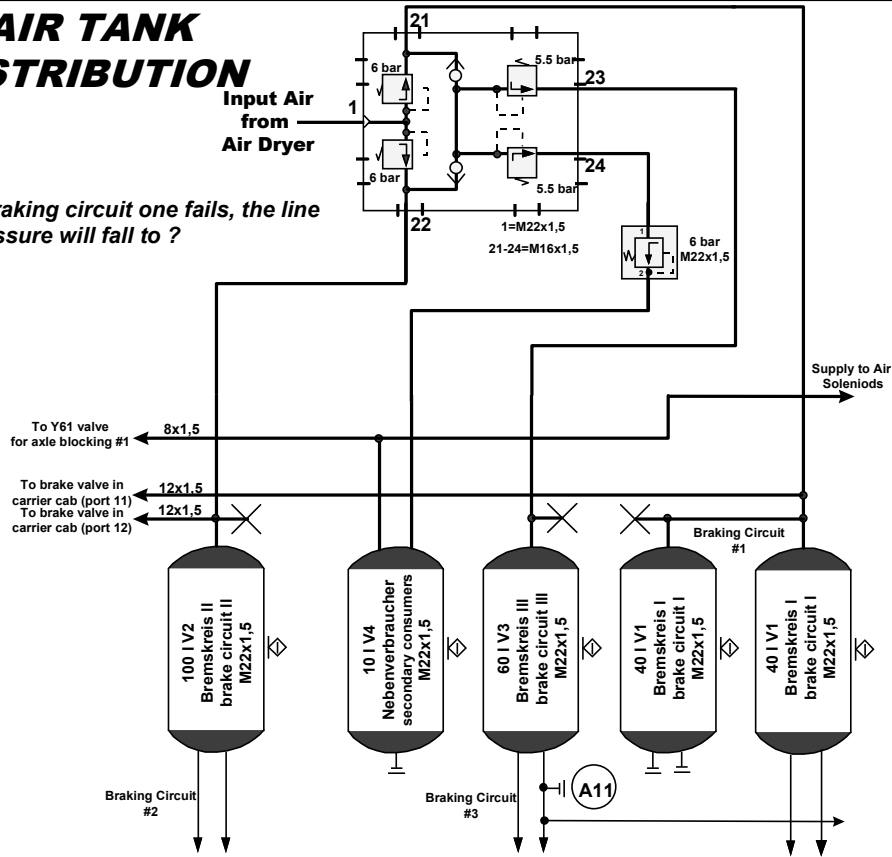 AIR TANK
STRIBUTION
Input Air
from
Air Dryer
1
21
6 bar
5.5 bar
23
24
6 bar
5.5 bar
22
1=M22x1,5
21-24=M16x1,5
raking circuit one fails, the line
ssure will fall to ?
1
2
6 bar
M22x1,5
Supply to Air
Soleniods
To Y61 valve
for axle blocking #1
8x1,5
To brake valve in
carrier cab (port 11)
12x1,5
To brake valve in
carrier cab (port 12)
12x1,5
Braking Circuit
#1
100 l V2
Bremskreis II
brake circuit II
M22x1,5
10 l V4
Nebenverbraucher
secondary consumers
M22x1,5
60 l V3
Bremskreis III
brake circuit III
M22x1,5
40 l V1
Bremskreis I
brake circuit I
M22x1,5
40 l V1
Bremskreis I
brake circuit I
M22x1,5
Braking Circuit
#2
Braking Circuit
#3
A11